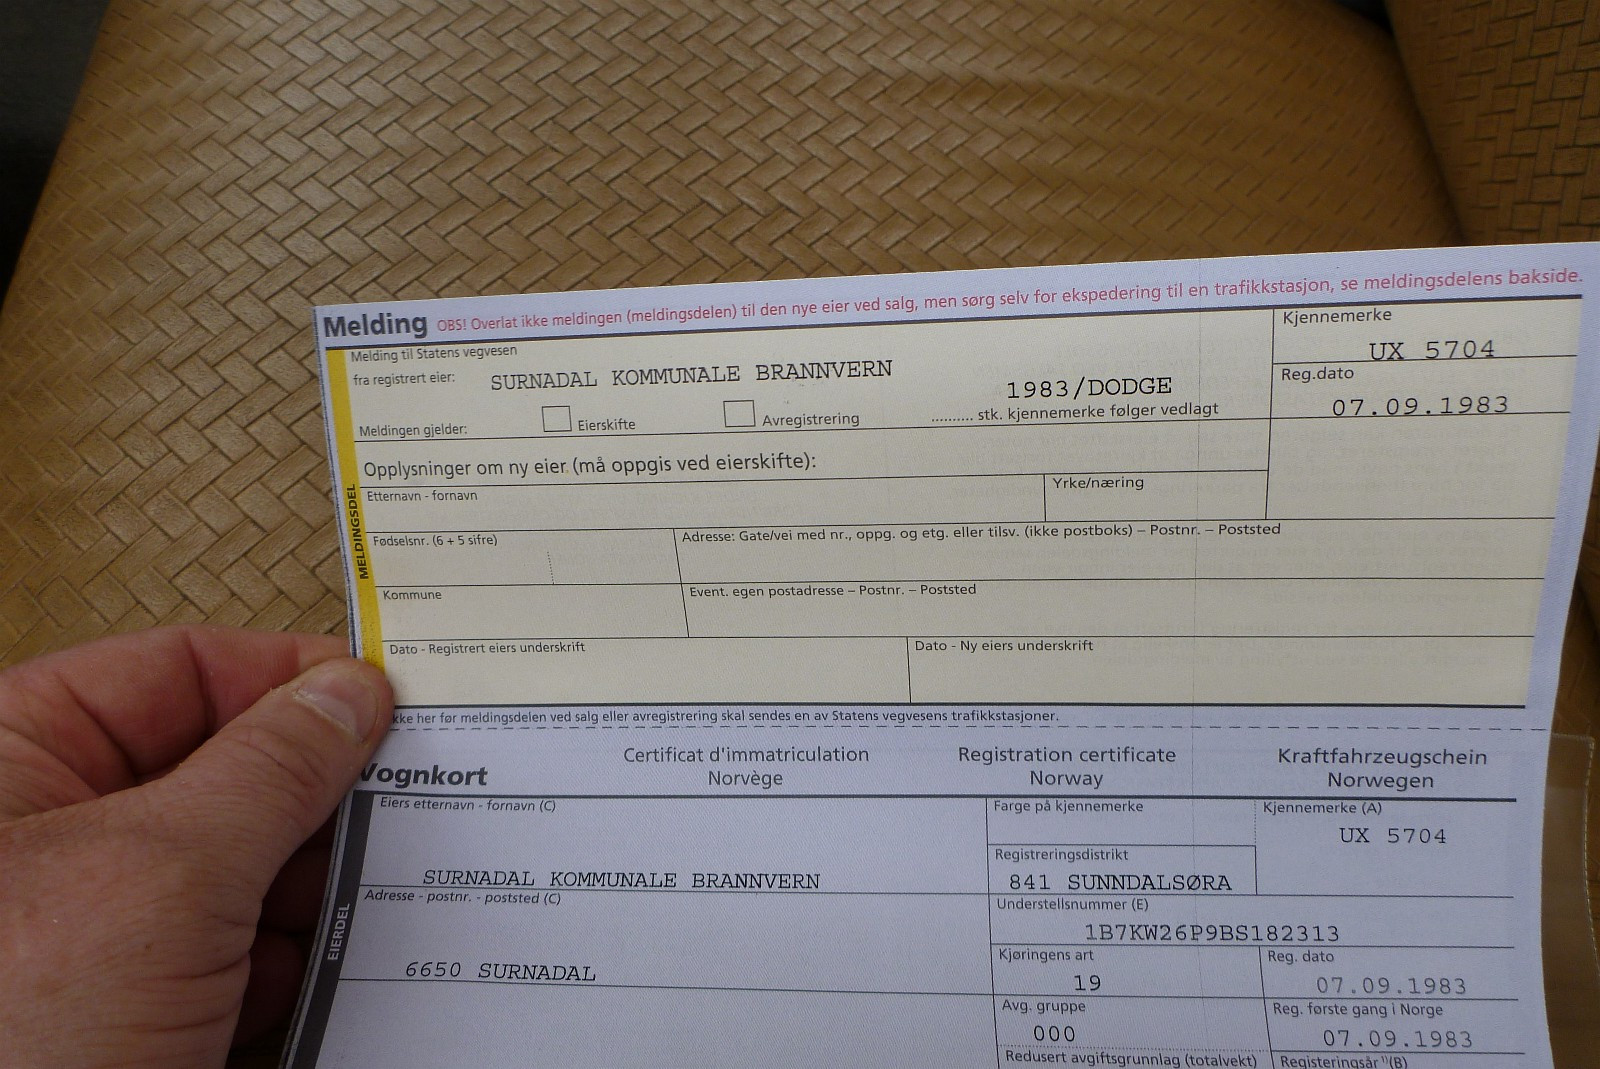 Melding OBS! Overlat ikke meldingen (meldingsdelen) til den nye eier ved salg, men sørg selv for ekspedering til en trafikkstasjon, se meldingsdelens bakside.
Melding til Statens vegvesen
fra registrert eier: SURNADAL KOMMUNALE BRANNVERN
1983/DODGE
Kjennemerke
UX 5704
Reg.dato
07.09.1983
Meldingen gjelder: Eierskifte Avregistrering .......... stk. kjennemerke følger vedlagt
Opplysninger om ny eier (må oppgis ved eierskifte):
MELDINGSDEL
Etternavn - fornavn
Yrke/næring
Fødselsnr. (6 + 5 sifre)
Adresse: Gate/vei med nr., oppg. og etg. eller tilsv. (ikke postboks) – Postnr. – Poststed
Kommune
Event. egen postadresse – Postnr. – Poststed
Dato - Registrert eiers underskrift
Dato - Ny eiers underskrift
her før meldingsdelen ved salg eller avregistrering skal sendes en av Statens vegvesens trafikkstasjoner.
Vognkort
Certificat d'immatriculation
Norvège
Registration certificate
Norway
Kraftfahrzeugschein
Norwegen
EIERDEL
Eiers etternavn - fornavn (C)
SURNADAL KOMMUNALE BRANNVERN
Farge på kjennemerke
Kjennemerke (A)
UX 5704
Registreringsdistrikt
841 SUNNDALSØRA
Adresse - postnr. - poststed (C)
6650 SURNADAL
Understellsnummer (E)
1B7KW26P9BS182313
Kjøringens art
19
Reg. dato
07.09.1983
Avg. gruppe
000
Reg. første gang i Norge
07.09.1983
Redusert avgiftsgrunnlag (totalvekt)
Registeringsår ¹⁾(B)